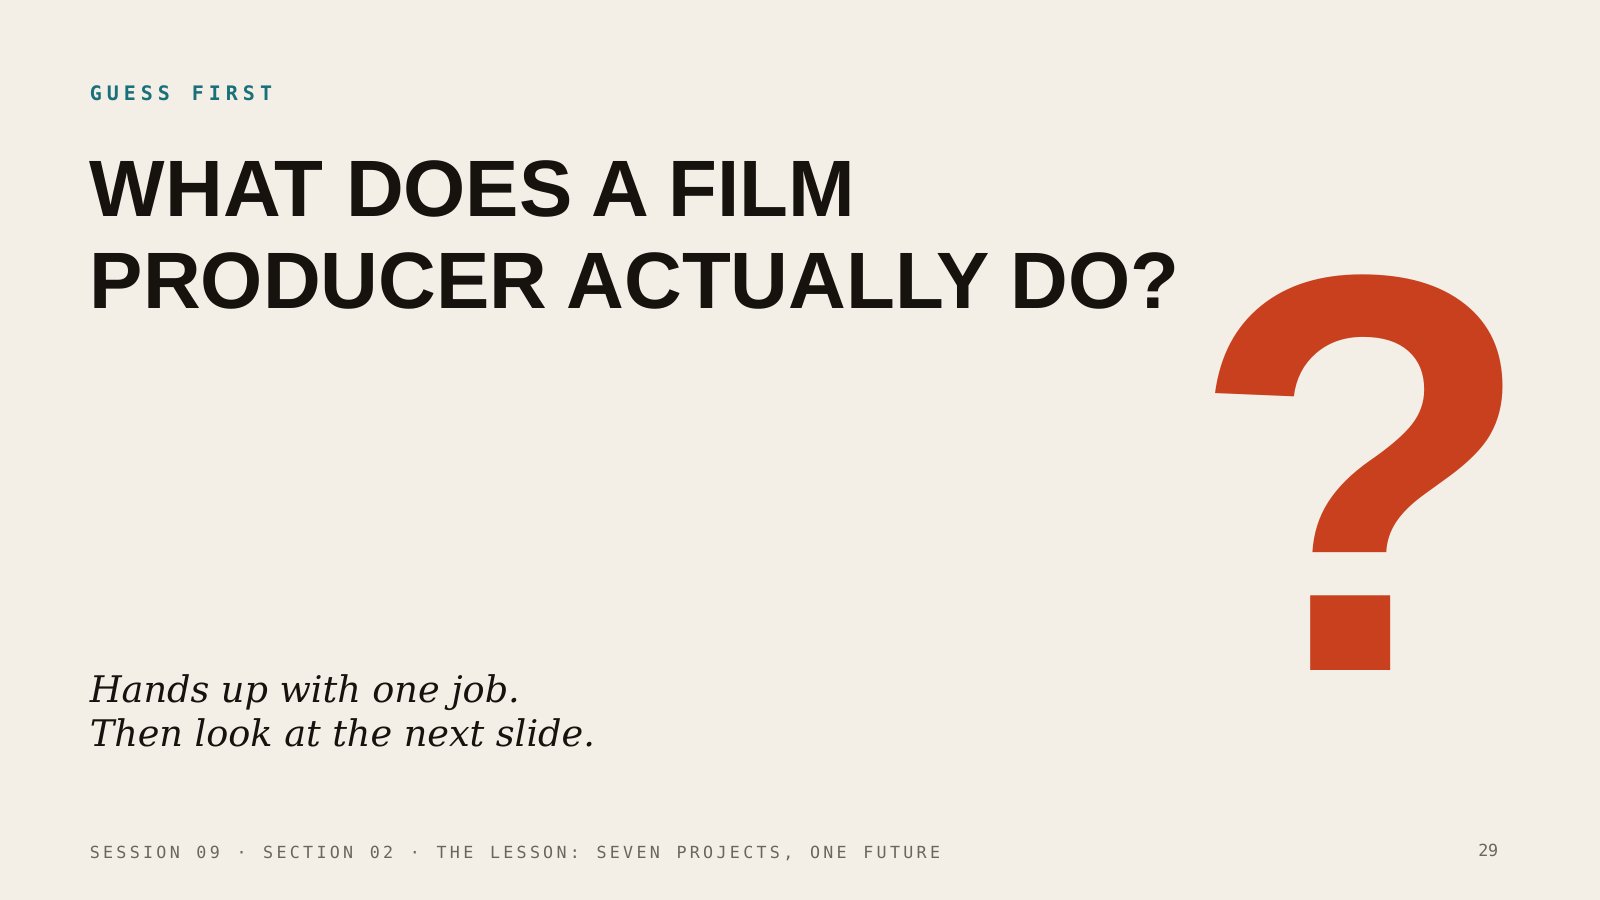 GUESS FIRST
WHAT DOES A FILM
PRODUCER ACTUALLY DO?
?
Hands up with one job.
Then look at the next slide.
SESSION 09 · SECTION 02 · THE LESSON: SEVEN PROJECTS, ONE FUTURE
29